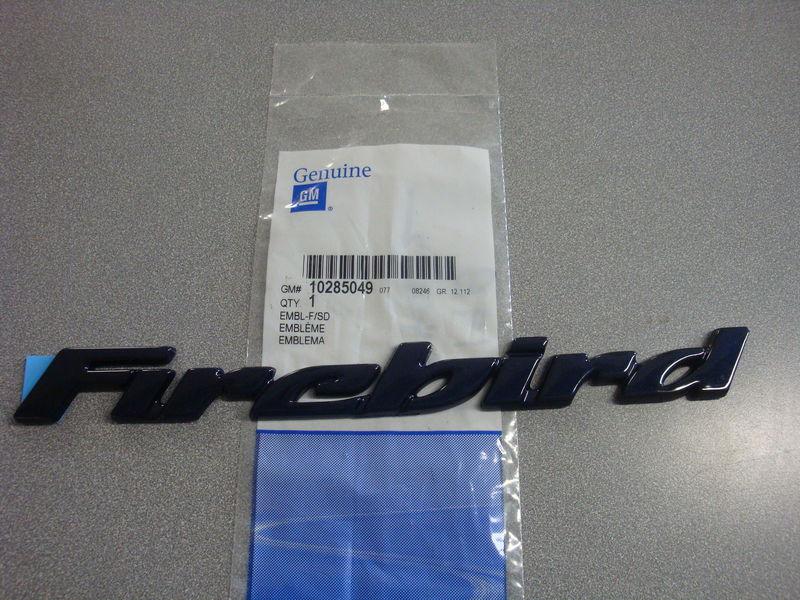 Genuine
GM
®
GM# 10285049 077 08246 GR. 12.112
QTY. 1
EMBL-F/SD
EMBLÈME
EMBLEMA
Firebird